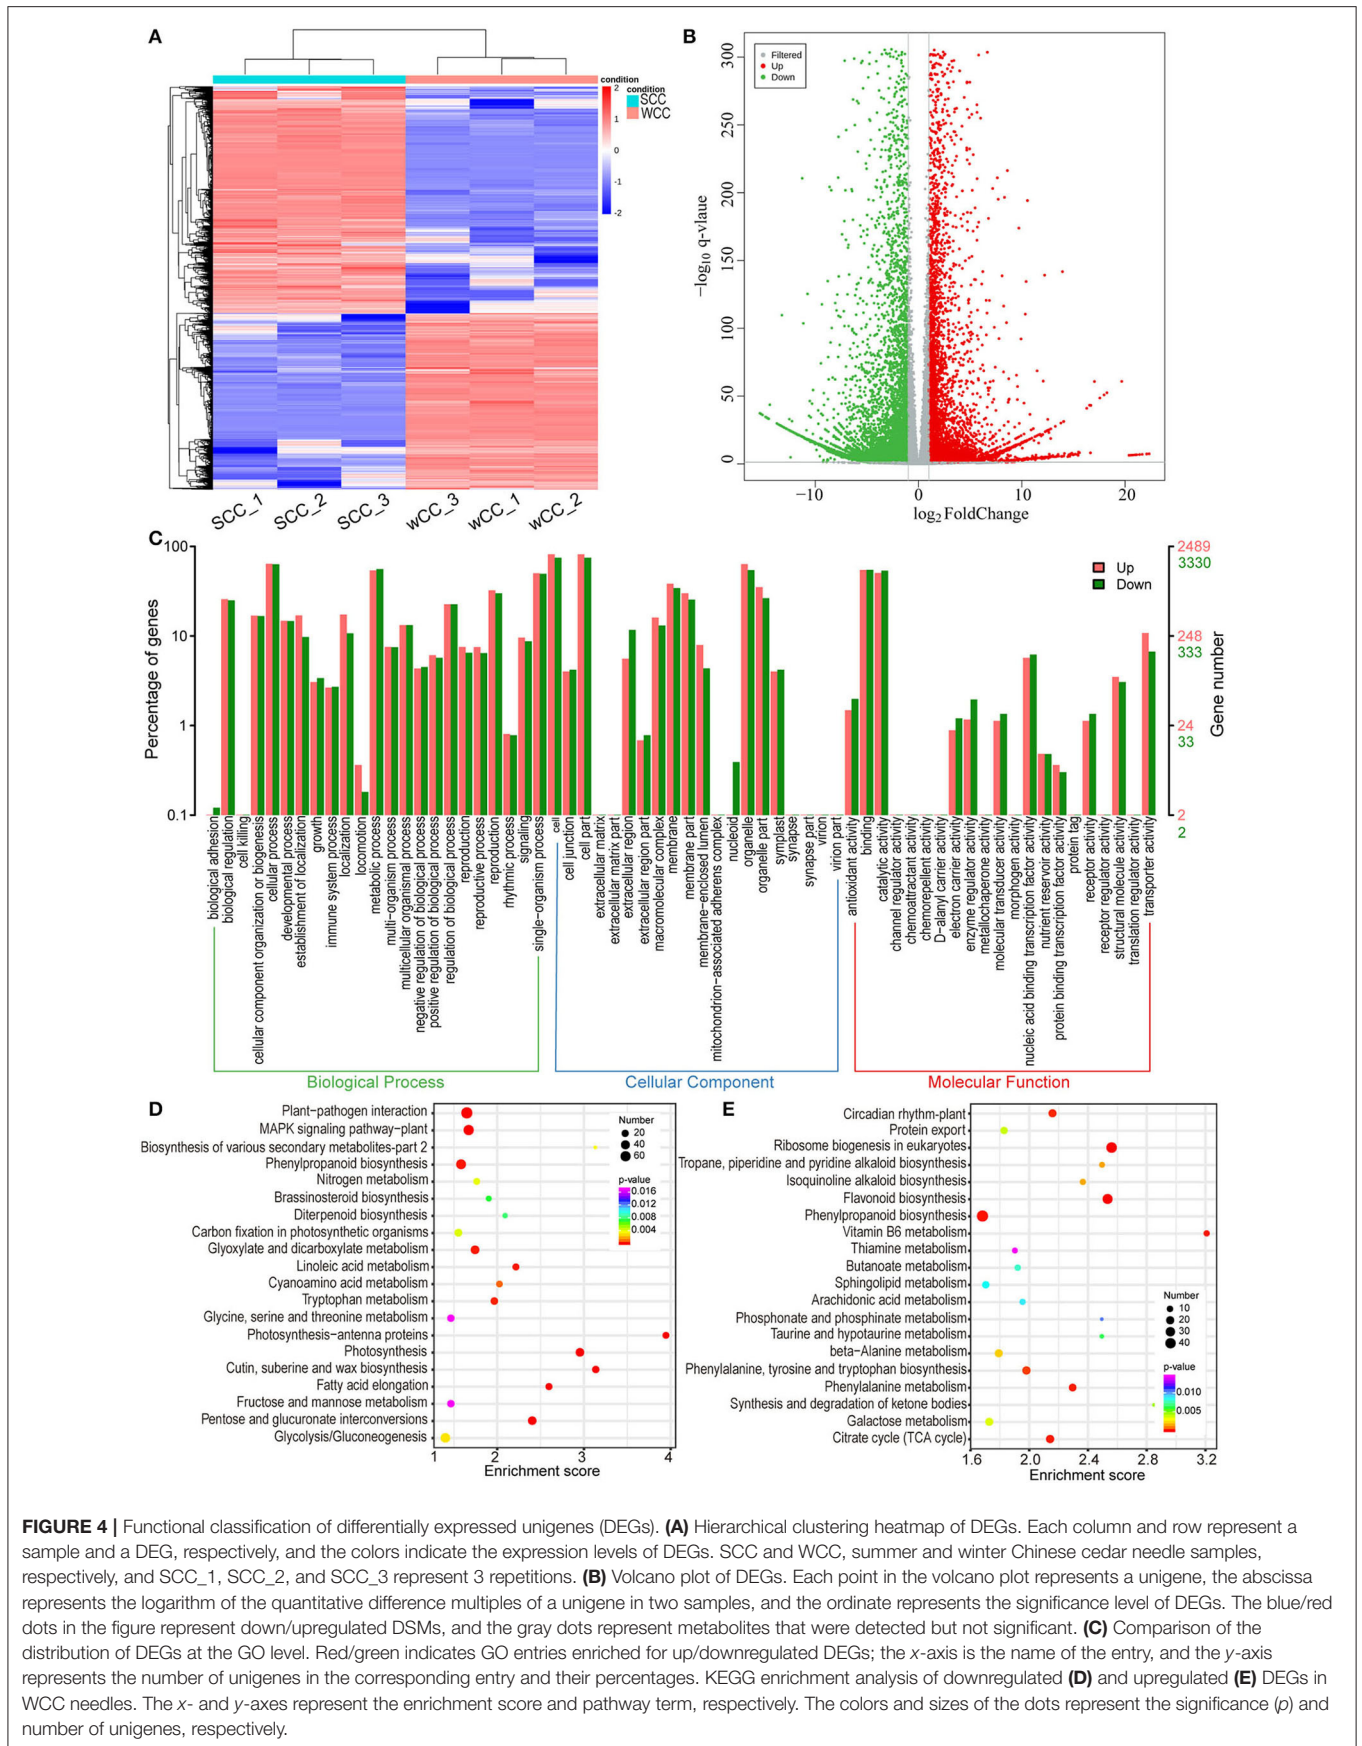 A
condition
condition
SCC
WCC
2
1
0
-1
-2
SCC_1
SCC_2
SCC_3
wCC_3
wCC_1
wCC_2
B
Filtered
Up
Down
300
250
200
150
100
50
0
−log10 q-vlaue
−10
0
10
20
log2 FoldChange
C
100
10
1
0.1
Percentage of genes
Up
Down
2489
3330
248
333
24
33
2
2
Gene number
biological adhesion
biological regulation
cell killing
cellular component organization or biogenesis
cellular process
developmental process
establishment of localization
growth
immune system process
localization
locomotion
metabolic process
multi−organism process
multicellular organismal process
negative regulation of biological process
positive regulation of biological process
regulation of biological process
reproduction
reproductive process
reproduction
rhythmic process
signaling
single−organism process
cell
cell junction
cell part
extracellular matrix
extracellular matrix part
extracellular region
extracellular region part
macromolecular complex
membrane
membrane part
membrane−enclosed lumen
mitochondrion−associated adherens complex
nucleoid
organelle
organelle part
symplast
synapse
synapse part
virion
virion part
antioxidant activity
binding
catalytic activity
channel regulator activity
chemoattractant activity
chemorepellent activity
D−alanyl carrier activity
electron carrier activity
enzyme regulator activity
metallochaperone activity
molecular transducer activity
morphogen activity
nucleic acid binding transcription factor activity
nutrient reservoir activity
protein binding transcription factor activity
protein tag
receptor activity
receptor regulator activity
structural molecule activity
translation regulator activity
transporter activity
Biological Process
Cellular Component
Molecular Function
D
Plant−pathogen interaction
MAPK signaling pathway−plant
Biosynthesis of various secondary metabolites-part 2
Phenylpropanoid biosynthesis
Nitrogen metabolism
Brassinosteroid biosynthesis
Diterpenoid biosynthesis
Carbon fixation in photosynthetic organisms
Glyoxylate and dicarboxylate metabolism
Linoleic acid metabolism
Cyanoamino acid metabolism
Tryptophan metabolism
Glycine, serine and threonine metabolism
Photosynthesis−antenna proteins
Photosynthesis
Cutin, suberine and wax biosynthesis
Fatty acid elongation
Fructose and mannose metabolism
Pentose and glucuronate interconversions
Glycolysis/Gluconeogenesis
1
2
3
4
Enrichment score
Number
20
40
60
p-value
0.016
0.012
0.008
0.004
E
Circadian rhythm-plant
Protein export
Ribosome biogenesis in eukaryotes
Tropane, piperidine and pyridine alkaloid biosynthesis
Isoquinoline alkaloid biosynthesis
Flavonoid biosynthesis
Phenylpropanoid biosynthesis
Vitamin B6 metabolism
Thiamine metabolism
Butanoate metabolism
Sphingolipid metabolism
Arachidonic acid metabolism
Phosphonate and phosphinate metabolism
Taurine and hypotaurine metabolism
beta−Alanine metabolism
Phenylalanine, tyrosine and tryptophan biosynthesis
Phenylalanine metabolism
Synthesis and degradation of ketone bodies
Galactose metabolism
Citrate cycle (TCA cycle)
1.6
2.0
2.4
2.8
3.2
Enrichment score
Number
10
20
30
40
p-value
0.010
0.005
FIGURE 4 | Functional classification of differentially expressed unigenes (DEGs). (A) Hierarchical clustering heatmap of DEGs. Each column and row represent a
sample and a DEG, respectively, and the colors indicate the expression levels of DEGs. SCC and WCC, summer and winter Chinese cedar needle samples,
respectively, and SCC_1, SCC_2, and SCC_3 represent 3 repetitions. (B) Volcano plot of DEGs. Each point in the volcano plot represents a unigene, the abscissa
represents the logarithm of the quantitative difference multiples of a unigene in two samples, and the ordinate represents the significance level of DEGs. The blue/red
dots in the figure represent down/upregulated DSMs, and the gray dots represent metabolites that were detected but not significant. (C) Comparison of the
distribution of DEGs at the GO level. Red/green indicates GO entries enriched for up/downregulated DEGs; the x-axis is the name of the entry, and the y-axis
represents the number of unigenes in the corresponding entry and their percentages. KEGG enrichment analysis of downregulated (D) and upregulated (E) DEGs in
WCC needles. The x- and y-axes represent the enrichment score and pathway term, respectively. The colors and sizes of the dots represent the significance (p) and
number of unigenes, respectively.